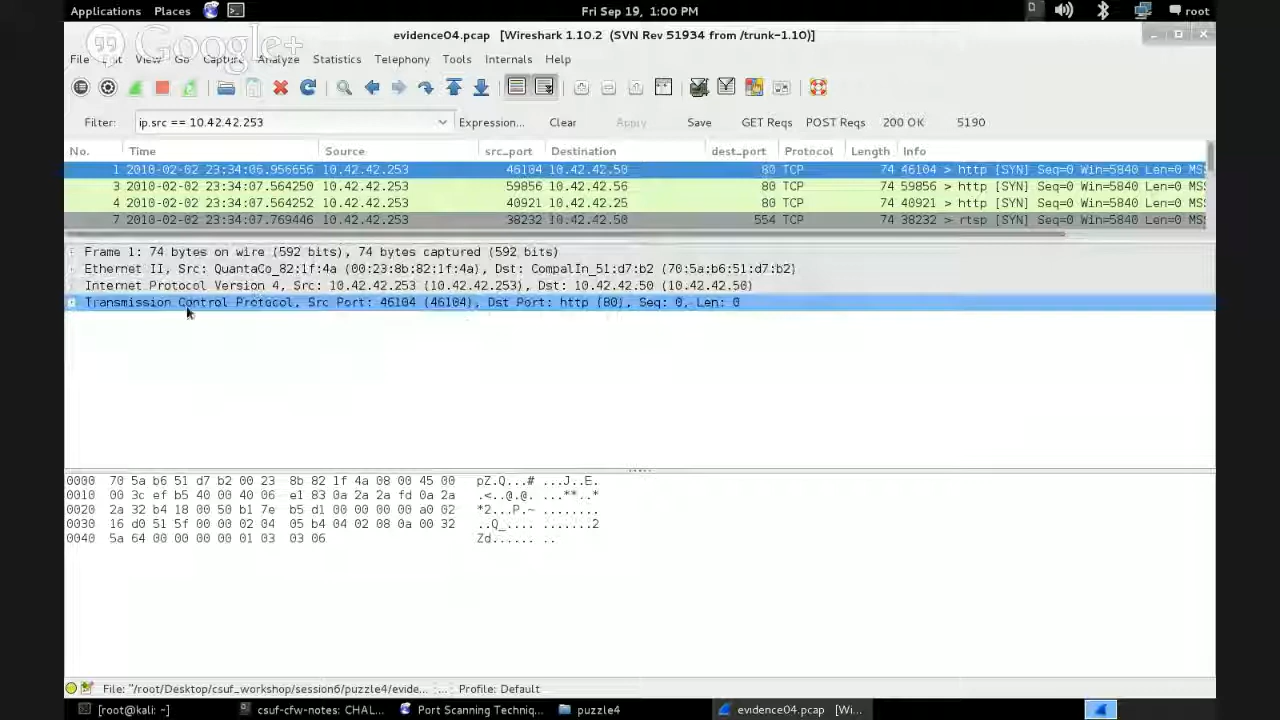 Applications Places Fri Sep 19, 1:00 PM root
Google+
evidence04.pcap [Wireshark 1.10.2 (SVN Rev 51934 from /trunk-1.10)]
File Edit View Go Capture Analyze Statistics Telephony Tools Internals Help
Filter: ip.src == 10.42.42.253 Expression... Clear Apply Save GET Reqs POST Reqs 200 OK 5190
No. Time Source src_port Destination dest_port Protocol Length Info
1 2010-02-02 23:34:06.956656 10.42.42.253 46104 10.42.42.50 80 TCP 74 46104 > http [SYN] Seq=0 Win=5840 Len=0 MSS
3 2010-02-02 23:34:07.564250 10.42.42.253 59856 10.42.42.56 80 TCP 74 59856 > http [SYN] Seq=0 Win=5840 Len=0 MSS
4 2010-02-02 23:34:07.564252 10.42.42.253 40921 10.42.42.25 80 TCP 74 40921 > http [SYN] Seq=0 Win=5840 Len=0 MSS
7 2010-02-02 23:34:07.769446 10.42.42.253 38232 10.42.42.50 554 TCP 74 38232 > rtsp [SYN] Seq=0 Win=5840 Len=0 MSS
Frame 1: 74 bytes on wire (592 bits), 74 bytes captured (592 bits)
Ethernet II, Src: QuantaCo_82:1f:4a (00:23:8b:82:1f:4a), Dst: CompalIn_51:d7:b2 (70:5a:b6:51:d7:b2)
Internet Protocol Version 4, Src: 10.42.42.253 (10.42.42.253), Dst: 10.42.42.50 (10.42.42.50)
Transmission Control Protocol, Src Port: 46104 (46104), Dst Port: http (80), Seq: 0, Len: 0
0000 70 5a b6 51 d7 b2 00 23 8b 82 1f 4a 08 00 45 00 pZ.Q...# ...J..E.
0010 00 3c ef b5 40 00 40 06 e1 83 0a 2a 2a fd 0a 2a .<..@.@. ...**..*
0020 2a 32 b4 18 00 50 b1 7e b5 d1 00 00 00 00 a0 02 *2...P.~ ........
0030 16 d0 51 5f 00 00 02 04 05 b4 04 02 08 0a 00 32 ..Q_.... .......2
0040 5a 64 00 00 00 00 01 03 03 06 Zd...... ..
File: "/root/Desktop/csuf_workshop/session6/puzzle4/evide... ... Profile: Default
[root@kali: ~] csuf-cfw-notes: CHAL... Port Scanning Techniq... puzzle4 evidence04.pcap [Wi...